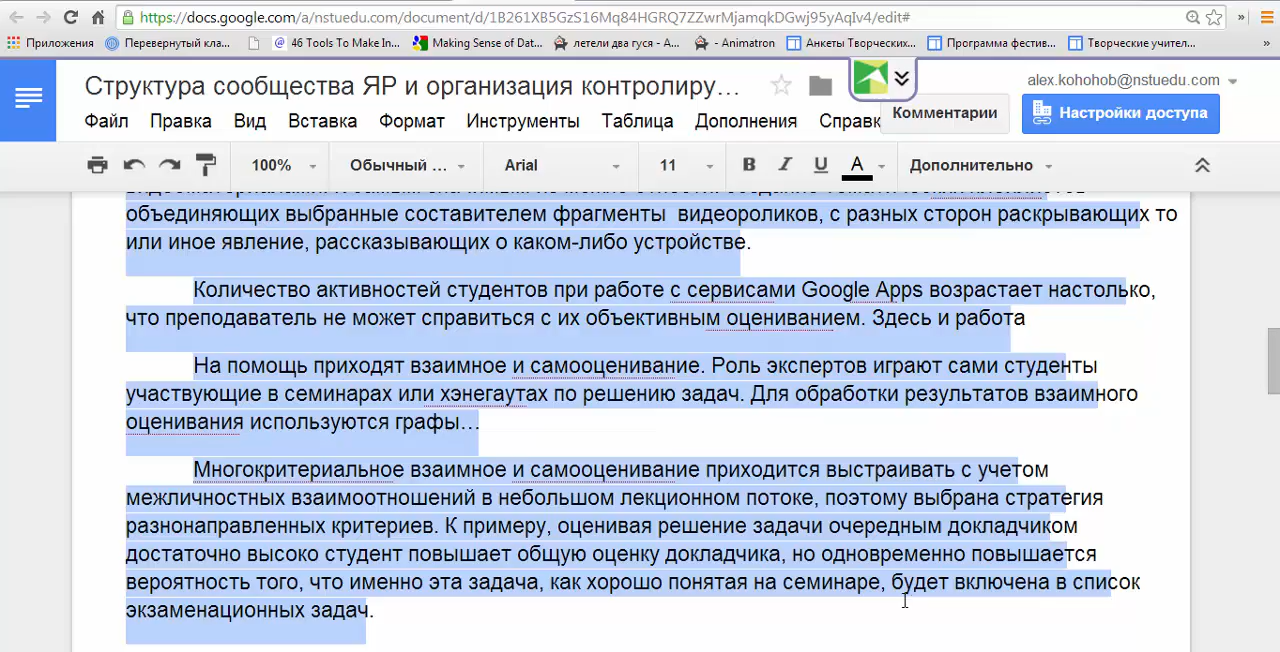 https://docs.google.com/a/nstuedu.com/document/d/1B261XB5GzS16Mq84HGRQ7ZZwrMjamqkDGwj95yAqIv4/edit#
Приложения Перевернутый кла... 46 Tools To Make In... Making Sense of Dat... летели два гуся - A... - Animatron Анкеты Творческих... Программа фестив... Творческие учител...
Структура сообщества ЯР и организация контролиру...
alex.kohohob@nstuedu.com
Файл Правка Вид Встав Формат Инструменты Таблица Дополнения Справк Комментарии Настройки доступа
100% Обычный ... Arial 11 B I U A Дополнительно
объединяющих выбранные составителем фрагменты видеороликов, с разных сторон раскрывающих то
или иное явление, рассказывающих о каком-либо устройстве.
Количество активностей студентов при работе с сервисами Google Apps возрастает настолько,
что преподаватель не может справиться с их объективным оцениванием. Здесь и работа
На помощь приходят взаимное и самооценивание. Роль экспертов играют сами студенты
участвующие в семинарах или хэнегаутах по решению задач. Для обработки результатов взаимного
оценивания используются графы...
Многокритериальное взаимное и самооценивание приходится выстраивать с учетом
межличностных взаимоотношений в небольшом лекционном потоке, поэтому выбрана стратегия
разнонаправленных критериев. К примеру, оценивая решение задачи очередным докладчиком
достаточно высоко студент повышает общую оценку докладчика, но одновременно повышается
вероятность того, что именно эта задача, как хорошо понятая на семинаре, будет включена в список
экзаменационных задач.